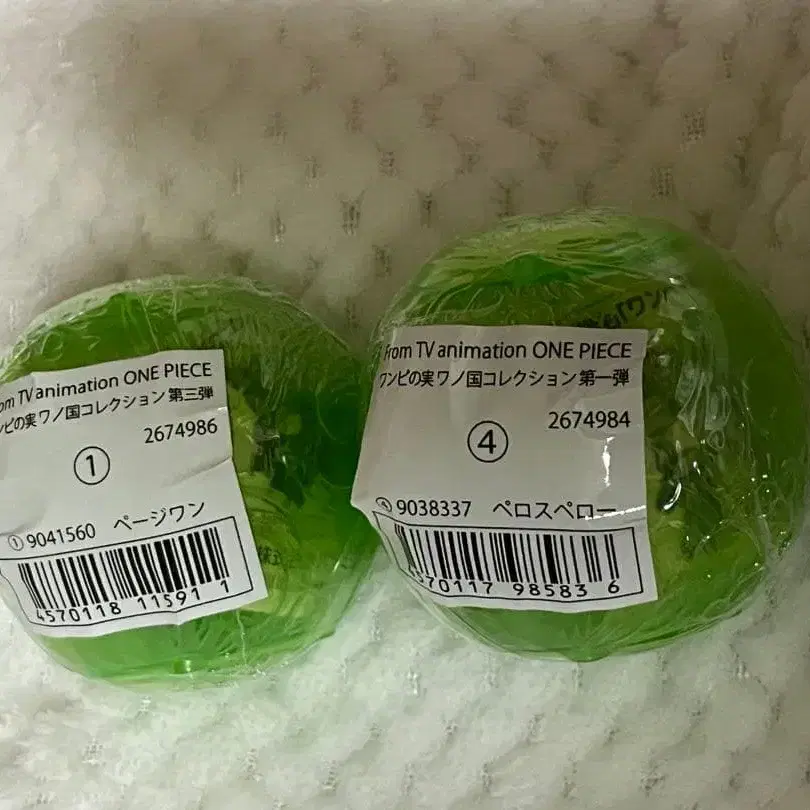 om TV animation ONE PIECE
ンピの実 ワノ国コレクション 第三弾
2674986
①
① 9041560 ページワン
4570118 11591 1
From TV animation ONE PIECE
ワンピの実 ワノ国コレクション 第一弾
2674984
④
④ 9038337 ペロスペロー
4570117 98583 6
「ワン